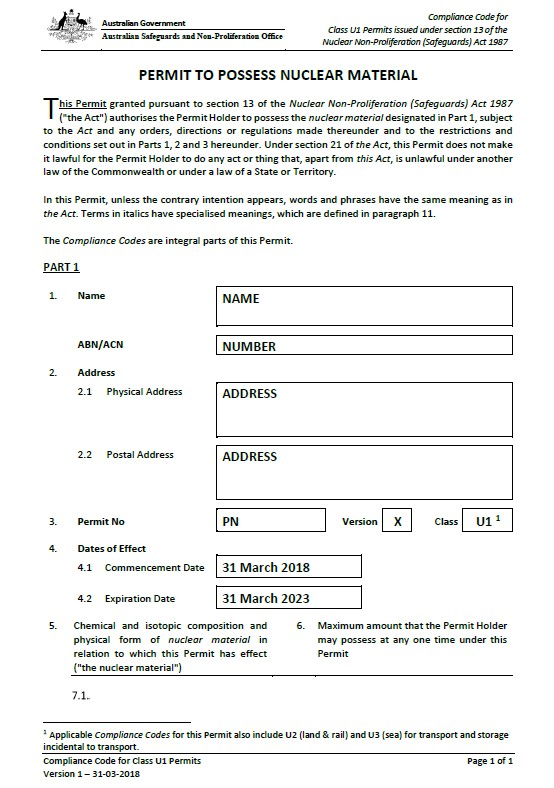 Australian Government
Australian Safeguards and Non-Proliferation Office
Compliance Code for
Class U1 Permits issued under section 13 of the
Nuclear Non-Proliferation (Safeguards) Act 1987
PERMIT TO POSSESS NUCLEAR MATERIAL
This Permit granted pursuant to section 13 of the Nuclear Non-Proliferation (Safeguards) Act 1987
("the Act") authorises the Permit Holder to possess the nuclear material designated in Part 1, subject
to the Act and any orders, directions or regulations made thereunder and to the restrictions and
conditions set out in Parts 1, 2 and 3 hereunder. Under section 21 of the Act, this Permit does not make
it lawful for the Permit Holder to do any act or thing that, apart from this Act, is unlawful under another
law of the Commonwealth or under a law of a State or Territory.
In this Permit, unless the contrary intention appears, words and phrases have the same meaning as in
the Act. Terms in italics have specialised meanings, which are defined in paragraph 11.
The Compliance Codes are integral parts of this Permit.
PART 1
1. Name NAME
ABN/ACN NUMBER
2. Address
2.1 Physical Address ADDRESS
2.2 Postal Address ADDRESS
3. Permit No PN Version X Class U1 ¹
4. Dates of Effect
4.1 Commencement Date 31 March 2018
4.2 Expiration Date 31 March 2023
5. Chemical and isotopic composition and
physical form of nuclear material in
relation to which this Permit has effect
("the nuclear material")
6. Maximum amount that the Permit Holder
may possess at any one time under this
Permit
7.1.
¹ Applicable Compliance Codes for this Permit also include U2 (land & rail) and U3 (sea) for transport and storage
incidental to transport.
Compliance Code for Class U1 Permits Page 1 of 1
Version 1 – 31-03-2018